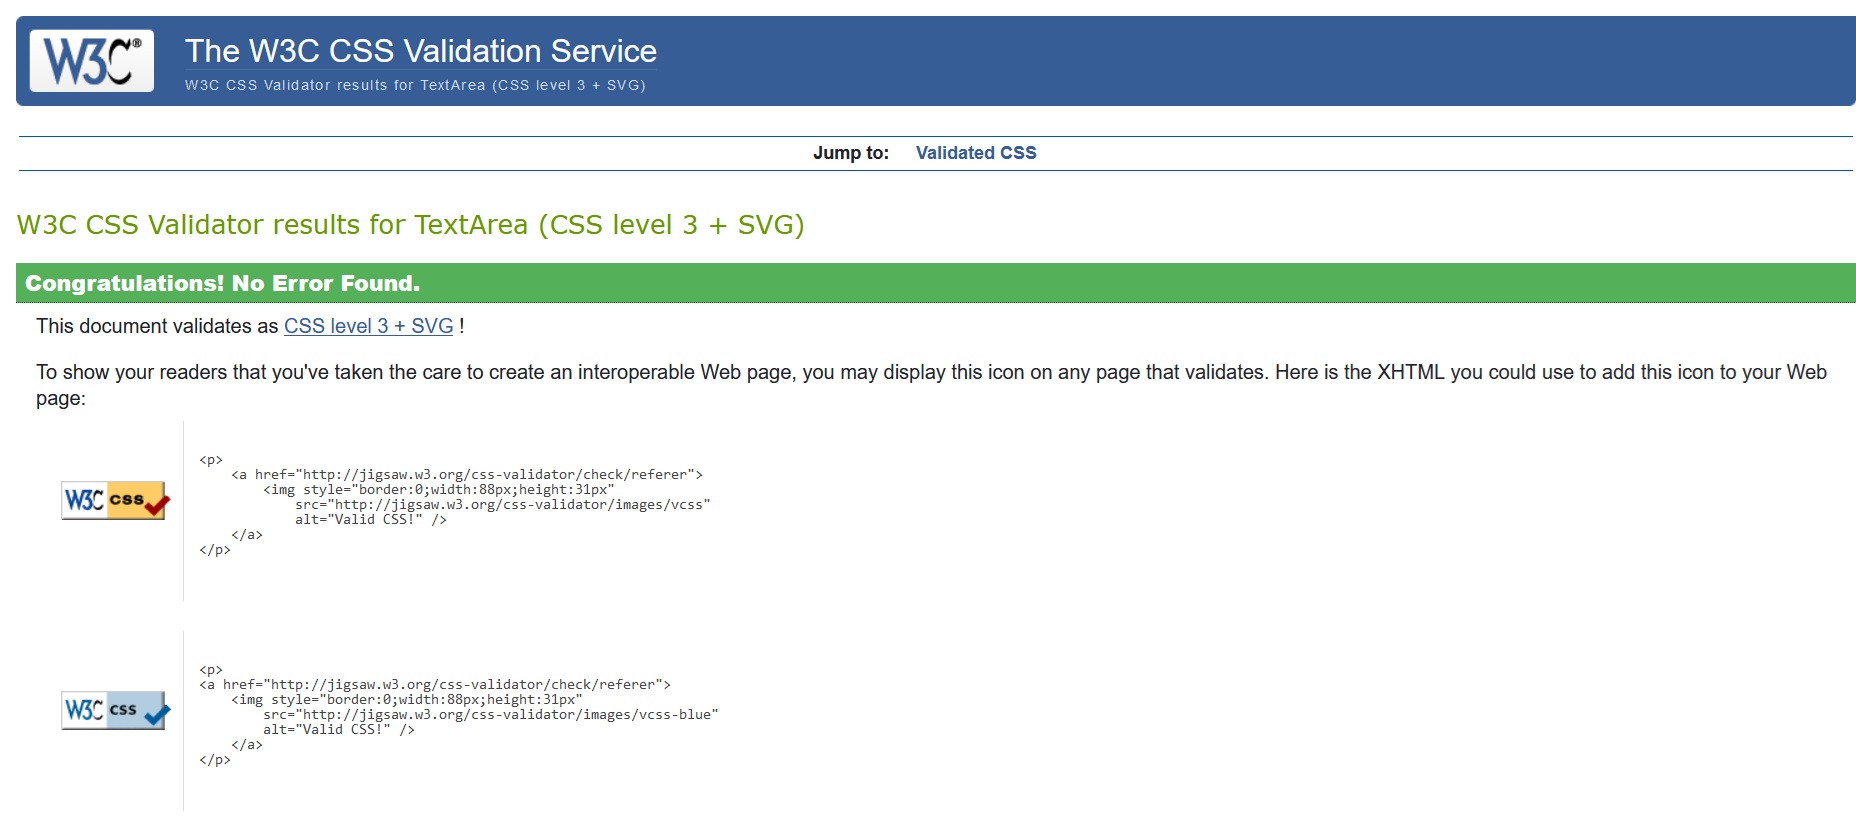 W3C®
The W3C CSS Validation Service
W3C CSS Validator results for TextArea (CSS level 3 + SVG)
Jump to: Validated CSS
W3C CSS Validator results for TextArea (CSS level 3 + SVG)
Congratulations! No Error Found.
This document validates as CSS level 3 + SVG !
To show your readers that you've taken the care to create an interoperable Web page, you may display this icon on any page that validates. Here is the XHTML you could use to add this icon to your Web
page:
W3C css
<p>
    <a href="http://jigsaw.w3.org/css-validator/check/referer">
        <img style="border:0;width:88px;height:31px"
            src="http://jigsaw.w3.org/css-validator/images/vcss"
            alt="Valid CSS!" />
    </a>
</p>
W3C css
<p>
<a href="http://jigsaw.w3.org/css-validator/check/referer">
    <img style="border:0;width:88px;height:31px"
        src="http://jigsaw.w3.org/css-validator/images/vcss-blue"
        alt="Valid CSS!" />
    </a>
</p>